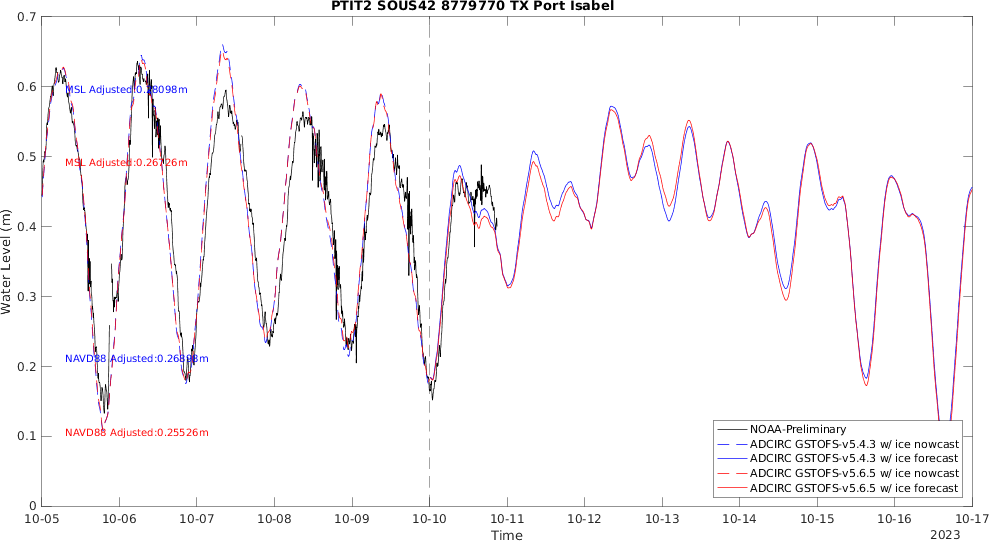 PTIT2 SOUS42 8779770 TX Port Isabel
Water Level (m)
0.7
0.6
0.5
0.4
0.3
0.2
0.1
0
MSL Adjusted:0.28098m
MSL Adjusted:0.26726m
NAVD88 Adjusted:0.26898m
NAVD88 Adjusted:0.25526m
NOAA-Preliminary
ADCIRC GSTOFS-v5.4.3 w/ ice nowcast
ADCIRC GSTOFS-v5.4.3 w/ ice forecast
ADCIRC GSTOFS-v5.6.5 w/ ice nowcast
ADCIRC GSTOFS-v5.6.5 w/ ice forecast
10-05 10-06 10-07 10-08 10-09 10-10 10-11 10-12 10-13 10-14 10-15 10-16 10-17
Time
2023